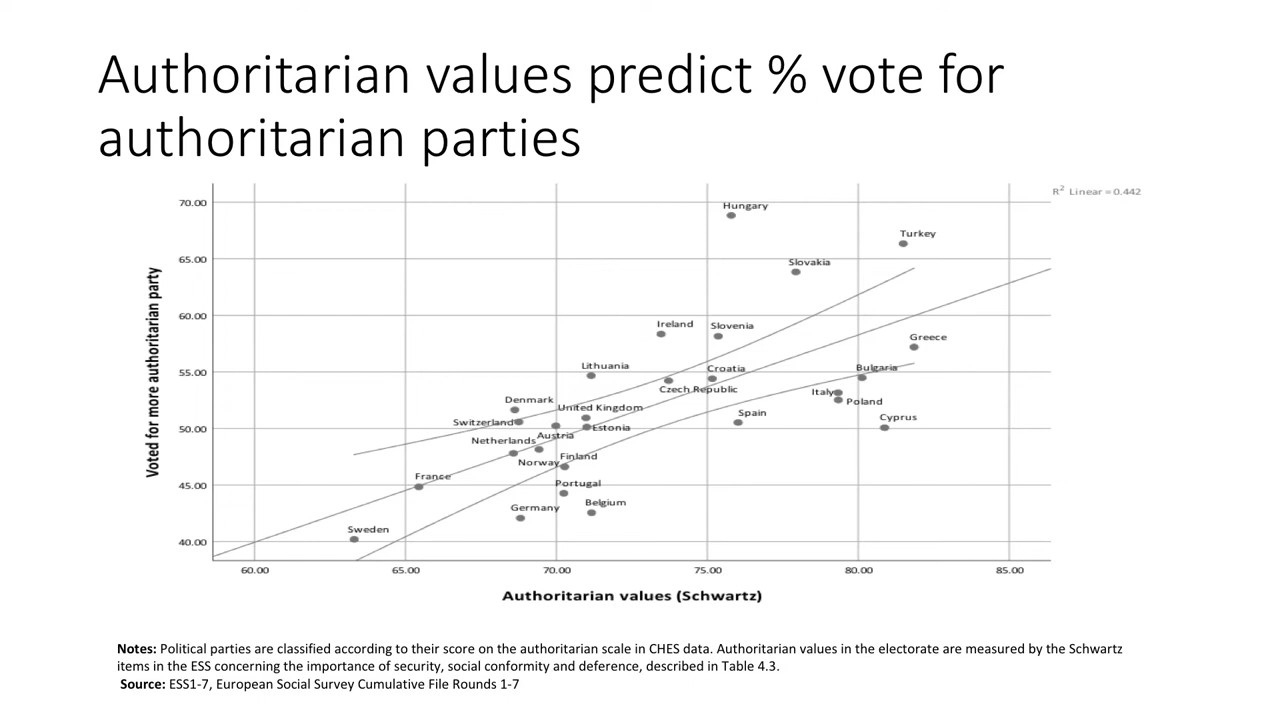 Authoritarian values predict % vote for
authoritarian parties
R² Linear = 0.442
Voted for more authoritarian party
70.00
65.00
60.00
55.00
50.00
45.00
40.00
Hungary
Turkey
Slovakia
Ireland
Slovenia
Greece
Lithuania
Croatia
Bulgaria
Czech Republic
Italy
Poland
Denmark
United Kingdom
Spain
Cyprus
Switzerland
Estonia
Austria
Netherlands
Finland
Norway
France
Portugal
Belgium
Germany
Sweden
60.00 65.00 70.00 75.00 80.00 85.00
Authoritarian values (Schwartz)
Notes: Political parties are classified according to their score on the authoritarian scale in CHES data. Authoritarian values in the electorate are measured by the Schwartz
items in the ESS concerning the importance of security, social conformity and deference, described in Table 4.3.
Source: ESS1-7, European Social Survey Cumulative File Rounds 1-7